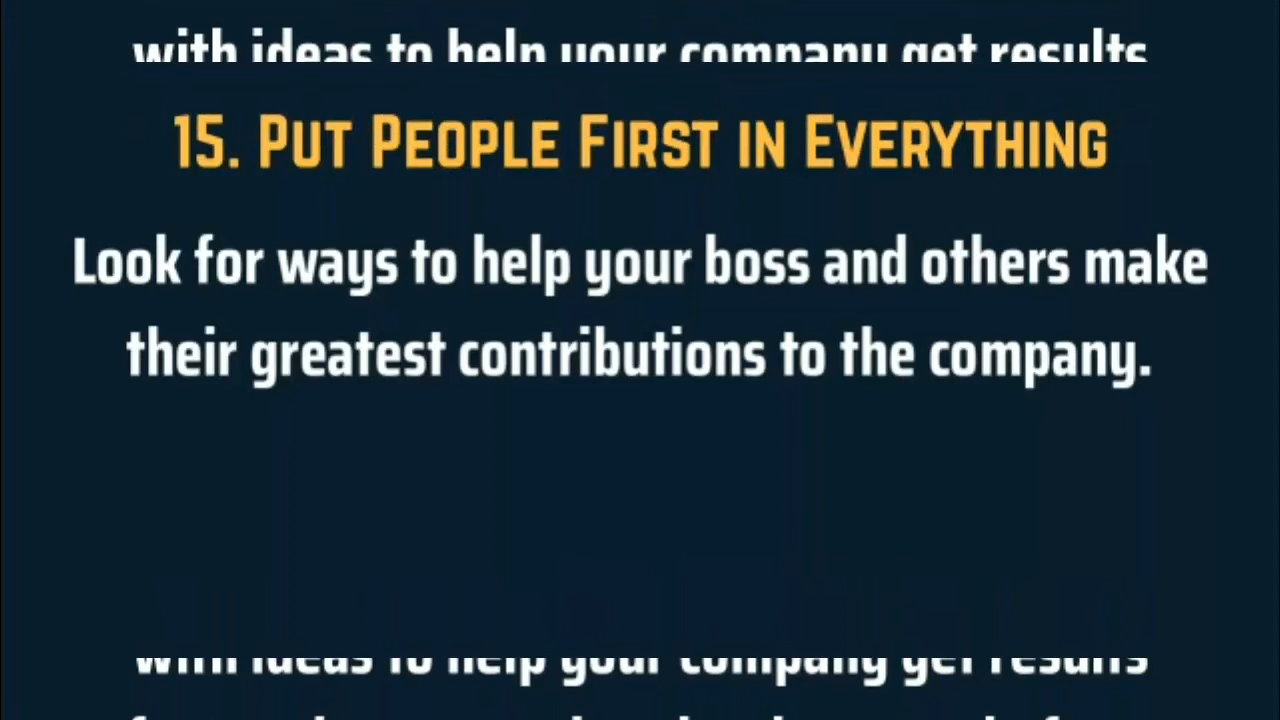 with ideas to help your company get results
15. Put People First in Everything
Look for ways to help your boss and others make
their greatest contributions to the company.
with ideas to help your company get results